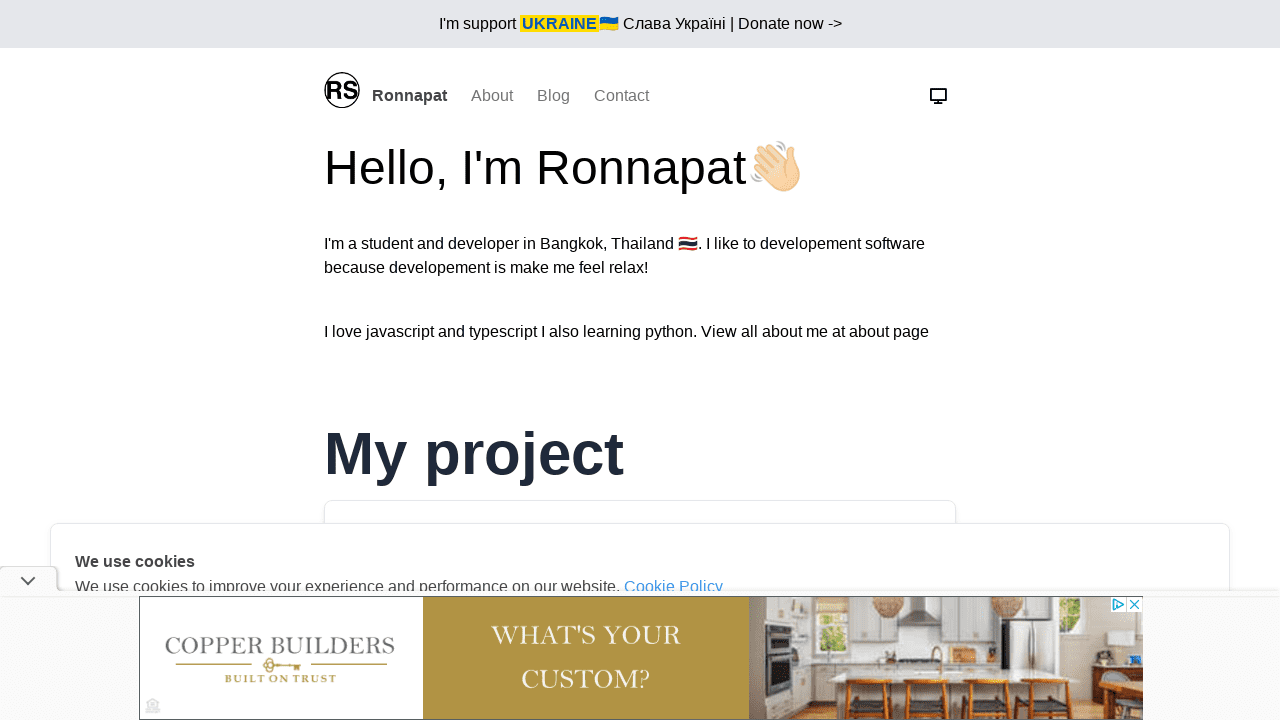 I'm support UKRAINE🇺🇦 Слава Україні | Donate now ->
RS
Ronnapat About Blog Contact
Hello, I'm Ronnapat👋🏻
I'm a student and developer in Bangkok, Thailand 🇹🇭. I like to developement software
because developement is make me feel relax!
I love javascript and typescript I also learning python. View all about me at about page
My project
We use cookies
We use cookies to improve your experience and performance on our website. Cookie Policy
COPPER BUILDERS
BUILT ON TRUST
WHAT'S YOUR
CUSTOM?